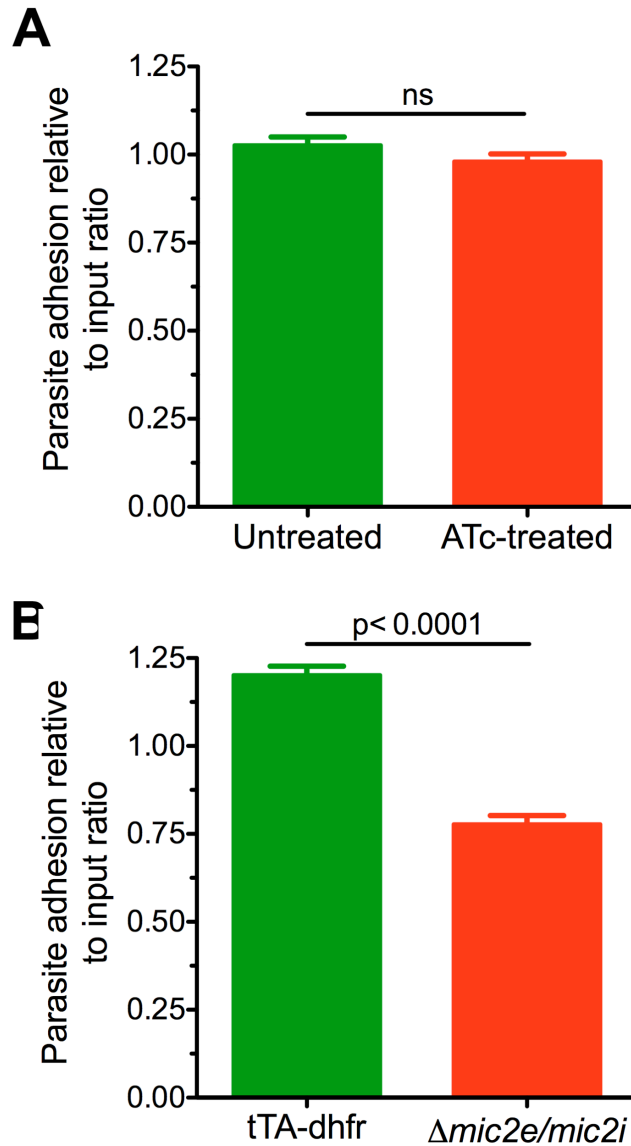 A
Parasite adhesion relative
to input ratio
1.25
1.00
0.75
0.50
0.25
0.00
ns
Untreated
ATc-treated
B
Parasite adhesion relative
to input ratio
1.25
1.00
0.75
0.50
0.25
0.00
p< 0.0001
tTA-dhfr
Δmic2e/mic2i